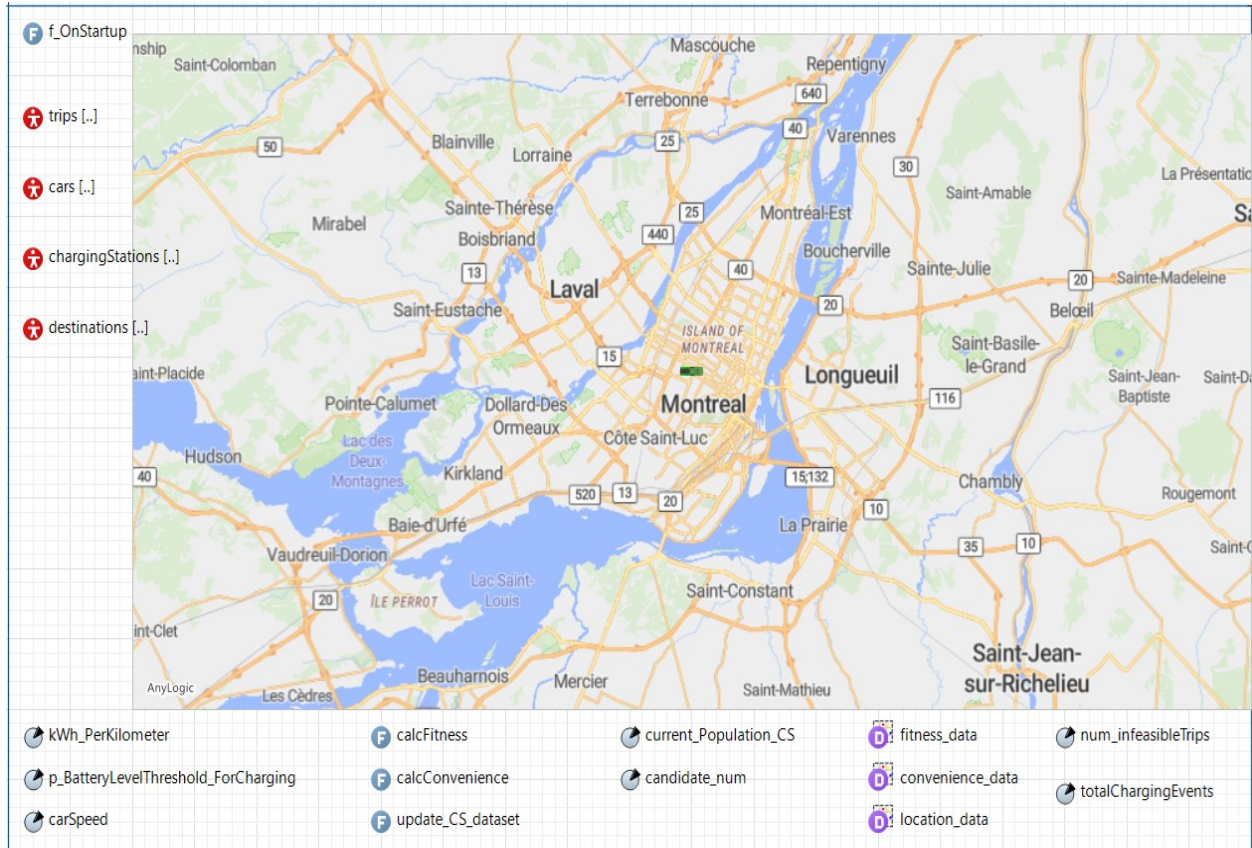 f_OnStartup
trips [..]
cars [..]
chargingStations [..]
destinations [..]
nship
Mascouche
Saint-Colomban
Repentigny
Terrebonne
640
40
Varennes
25
50
Blainville
Lorraine
30
La Présentatio
Saint-Amable
Sainte-Thérèse
25
Montréal-Est
Mirabel
440
Boisbriand
Boucherville
13
40
Sainte-Julie
20
Sainte-Madeleine
Laval
20
Saint-Eustache
Belœil
ISLAND OF
MONTREAL
Saint-Basile-
le-Grand
15
aint-Placide
Longueuil
Saint-Jean-
Baptiste
Saint-Da
Pointe-Calumet
Dollard-Des
Ormeaux
Montreal
116
Côte Saint-Luc
Lac des
Deux-
Montagnes
Hudson
40
Kirkland
15;132
Chambly
520
13
20
Rougemont
10
Baie-d'Urfé
La Prairie
Vaudreuil-Dorion
35
10
Lac Saint-
Louis
20
ÎLE PERROT
Saint-Constant
int-Clet
Saint-Jean-
sur-Richelieu
Beauharnois
Mercier
AnyLogic
Les Cèdres
Saint-Mathieu
kWh_PerKilometer
calcFitness
current_Population_CS
fitness_data
num_infeasibleTrips
p_BatteryLevelThreshold_ForCharging
calcConvenience
candidate_num
convenience_data
totalChargingEvents
carSpeed
update_CS_dataset
location_data